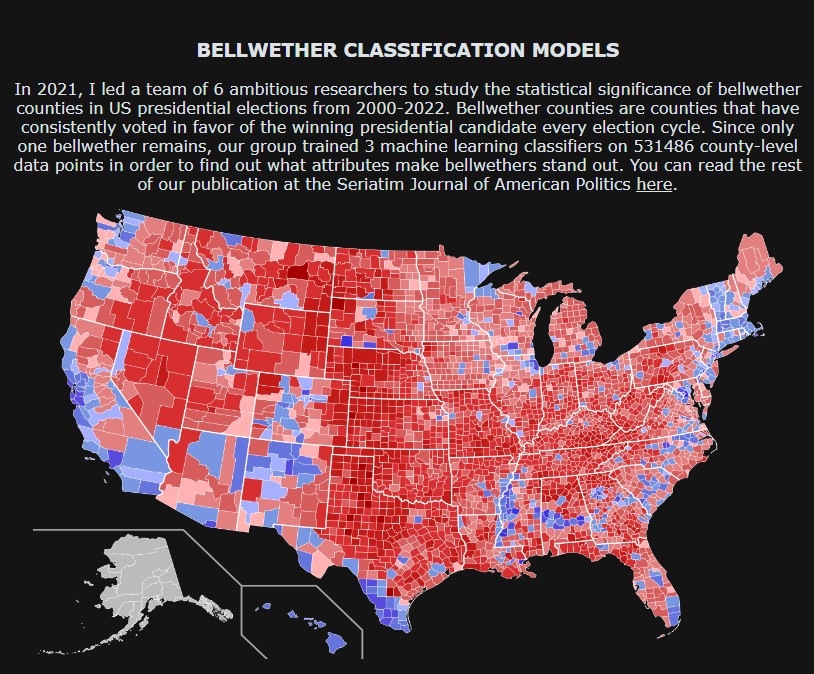 BELLWETHER CLASSIFICATION MODELS
In 2021, I led a team of 6 ambitious researchers to study the statistical significance of bellwether
counties in US presidential elections from 2000-2022. Bellwether counties are counties that have
consistently voted in favor of the winning presidential candidate every election cycle. Since only
one bellwether remains, our group trained 3 machine learning classifiers on 531486 county-level
data points in order to find out what attributes make bellwethers stand out. You can read the rest
of our publication at the Seriatim Journal of American Politics here.